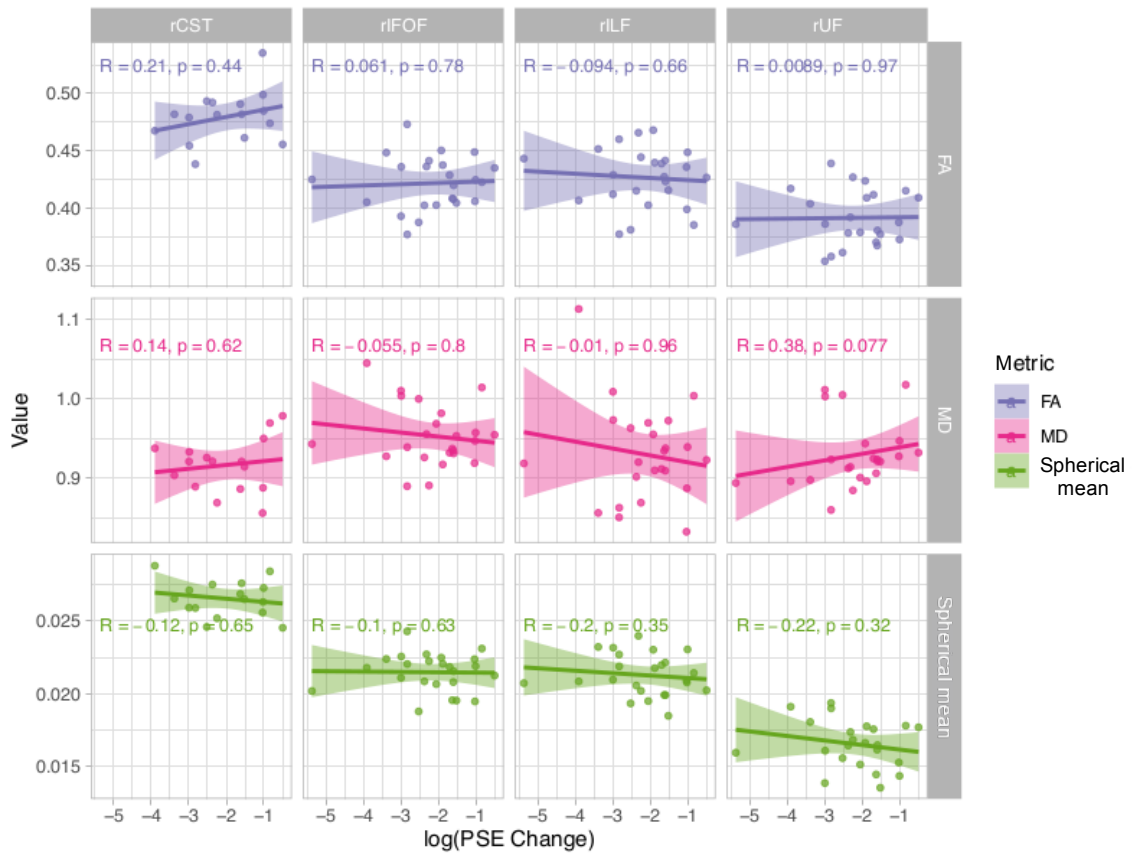 rCST rIFOF rILF rUF
R = 0.21, p = 0.44 R = 0.061, p = 0.78 R = −0.094, p = 0.66 R = 0.0089, p = 0.97
0.50
0.45
0.40
0.35
FA
1.1
R = 0.14, p = 0.62 R = −0.055, p = 0.8 R = −0.01, p = 0.96 R = 0.38, p = 0.077
1.0
0.9
MD
Value
0.025
R = −0.12, p = 0.65 R = −0.1, p = 0.63 R = −0.2, p = 0.35 R = −0.22, p = 0.32
0.020
0.015
Spherical mean
−5 −4 −3 −2 −1 −5 −4 −3 −2 −1 −5 −4 −3 −2 −1 −5 −4 −3 −2 −1
log(PSE Change)
Metric
a FA
a MD
a Spherical
mean